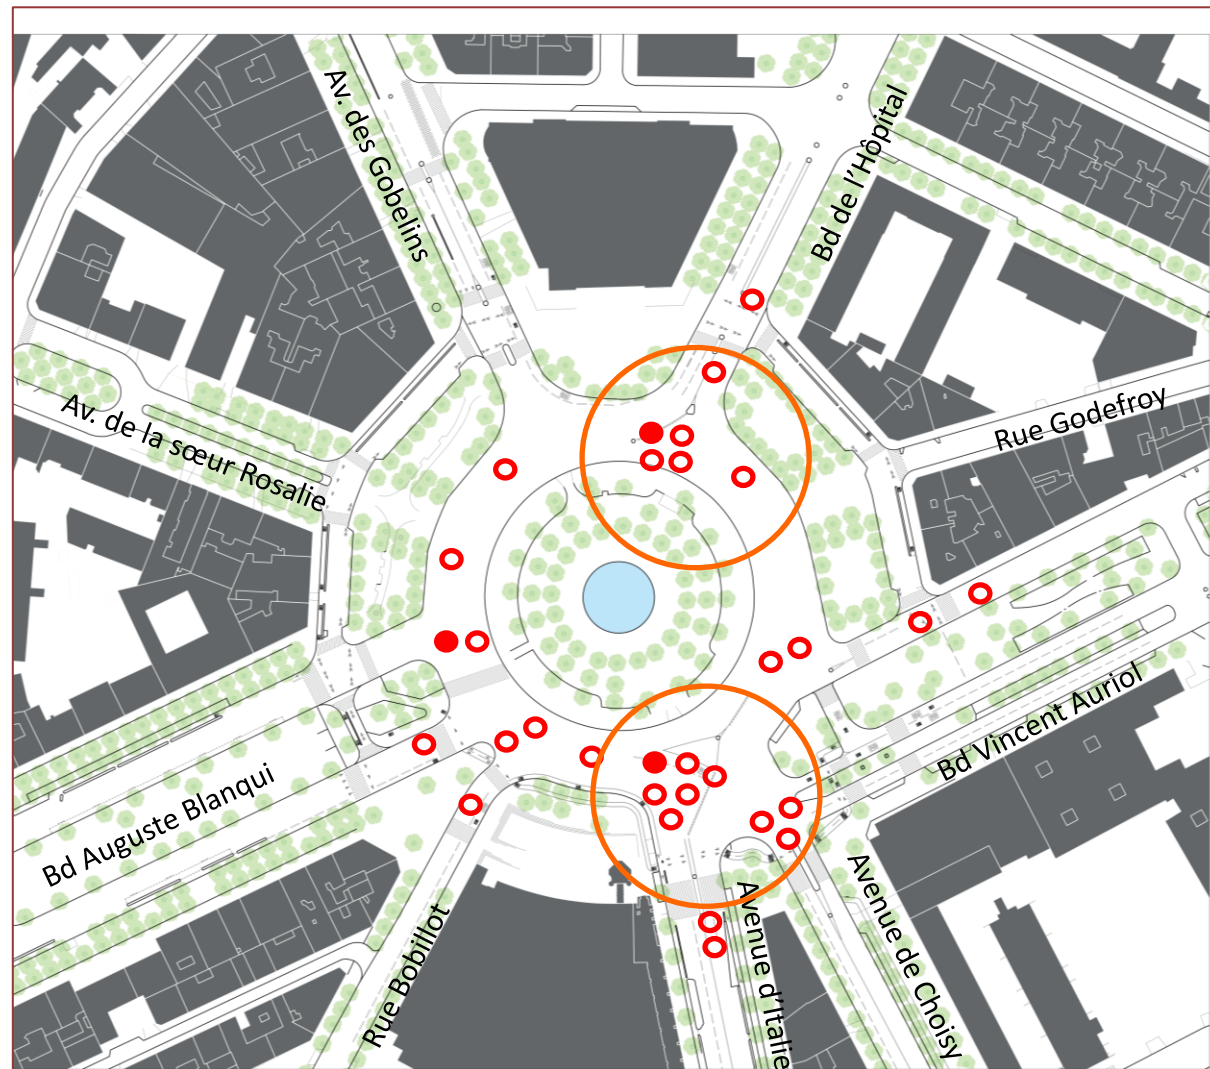 Av. des Gobelins
Bd de l'Hôpital
Av. de la sœur Rosalie
Rue Godefroy
Bd Vincent Auriol
Bd Auguste Blanqui
Rue Bobillot
Avenue d'Italie
Avenue de Choisy